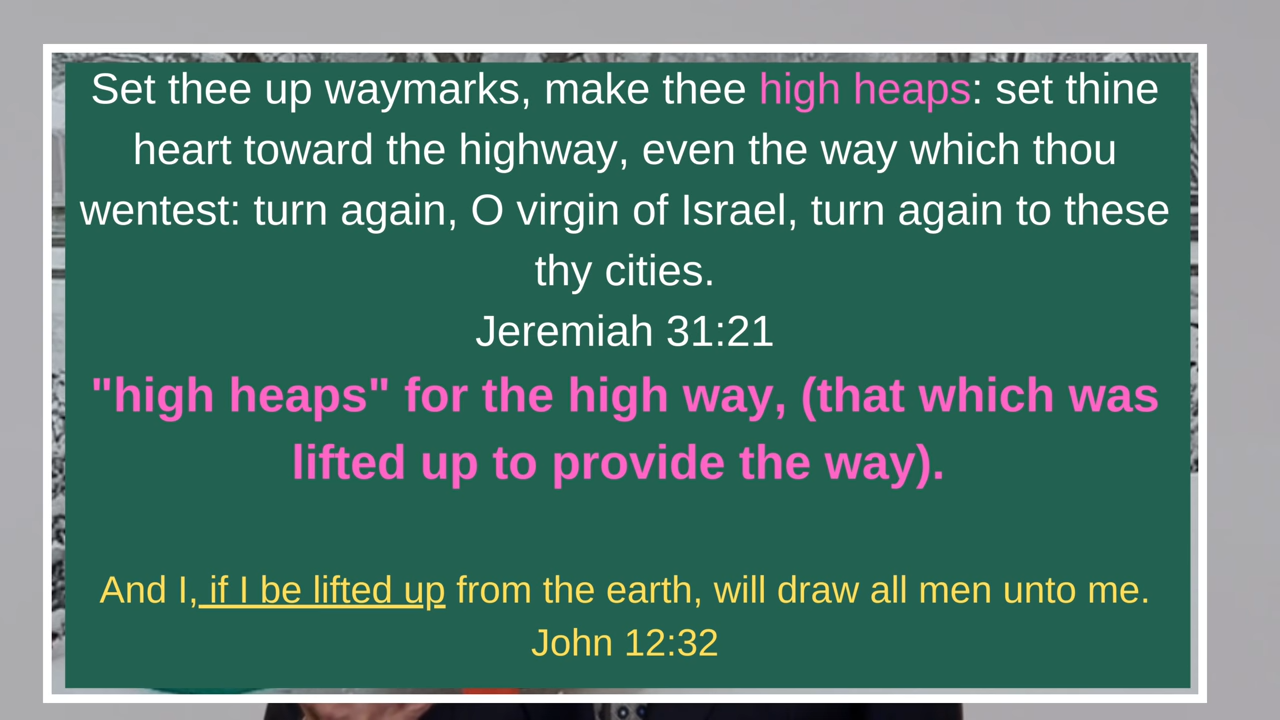 Set thee up waymarks, make thee high heaps: set thine
heart toward the highway, even the way which thou
wentest: turn again, O virgin of Israel, turn again to these
thy cities.
Jeremiah 31:21
"high heaps" for the high way, (that which was
lifted up to provide the way).
And I, if I be lifted up from the earth, will draw all men unto me.
John 12:32